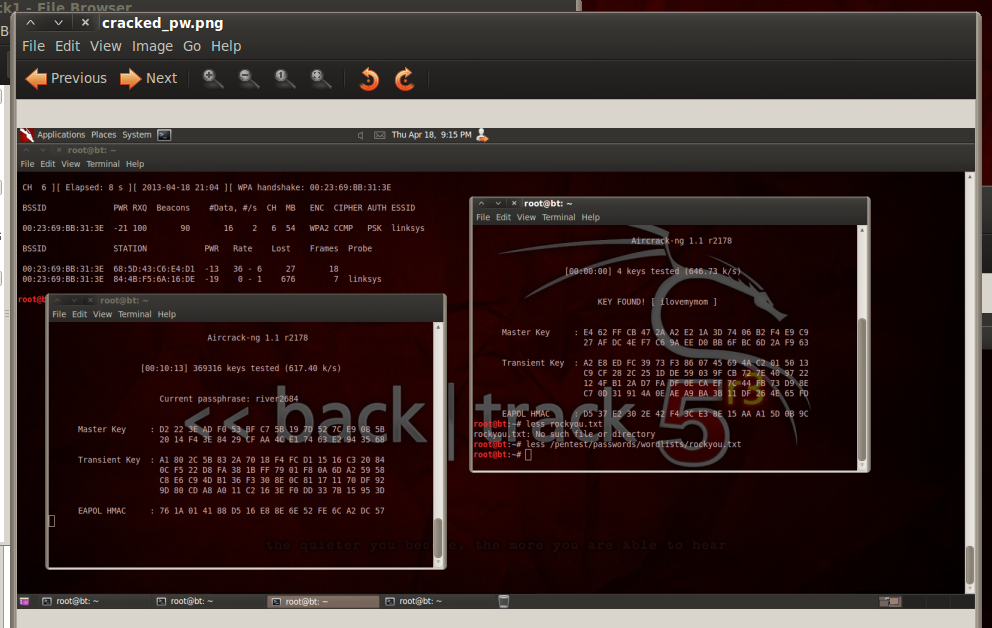 ck1 - File Browser
cracked_pw.png
File Edit View Image Go Help
Previous Next
Applications Places System Thu Apr 18, 9:15 PM
root@bt: ~
File Edit View Terminal Help
CH 6 ][ Elapsed: 8 s ][ 2013-04-18 21:04 ][ WPA handshake: 00:23:69:BB:31:3E
BSSID PWR RXQ Beacons #Data, #/s CH MB ENC CIPHER AUTH ESSID
00:23:69:BB:31:3E -21 100 90 16 2 6 54 WPA2 CCMP PSK linksys
BSSID STATION PWR Rate Lost Frames Probe
00:23:69:BB:31:3E 68:5D:43:C6:E4:D1 -13 36 - 6 27 18
00:23:69:BB:31:3E 84:4B:F5:6A:16:DE -19 0 - 1 670 7 linksys
root@b
root@bt: ~
File Edit View Terminal Help
Aircrack-ng 1.1 r2178
[00:10:13] 369316 keys tested (617.40 k/s)
Current passphrase: river2684
Master Key : D2 22 3E AD F0 53 BF C7 5B 19 7D 52 7C E9 08 5B
20 14 F4 3E 84 29 CF AA 4C E1 74 63 E2 94 35 68
Transient Key : A1 80 2C 5B 83 2A 70 18 F4 FC D1 15 16 C3 20 84
0C F5 22 D8 FA 38 1B FF 79 01 F8 0A 6D A2 59 58
C8 E6 C9 4D B1 36 F3 30 8E 0C 81 17 11 70 DF 92
9D 80 CD A8 A0 11 C2 16 3E F0 DD 33 7B 15 95 3D
EAPOL HMAC : 76 1A 01 41 88 D5 16 E8 8E 6E 52 FE 6C A2 DC 57
root@bt: ~
File Edit View Terminal Help
Aircrack-ng 1.1 r2178
[00:00:00] 4 keys tested (646.73 k/s)
KEY FOUND! [ ilovemymom ]
Master Key : E4 62 FF CB 47 2A A2 E2 1A 3D 74 06 B2 F4 E9 C9
27 AF DC 4E F7 C6 9A EE D0 BB 6F BC 6D 2A F9 63
Transient Key : A2 E8 ED FC 39 73 F3 86 07 45 69 4A C2 01 50 13
C9 CF 28 2C 25 1D DE 59 03 9F CB 72 7E 40 97 22
12 4F B1 2A D7 FA DF 0E CA EF 7C 44 FB 73 D9 8E
C7 0D 31 91 4A 0E AE A9 BA 3B 11 DF 26 4E 65 FD
EAPOL HMAC : D5 37 E2 30 2E 42 F4 3C E3 8E 15 AA A1 5D 0B 9C
root@bt:~# less rockyou.txt
rockyou.txt: No such file or directory
root@bt:~# less /pentest/passwords/wordlists/rockyou.txt
root@bt:~#
<< back | track 5 r3
the quieter you become, the more you are able to hear
root@bt: ~ root@bt: ~ root@bt: ~ root@bt: ~